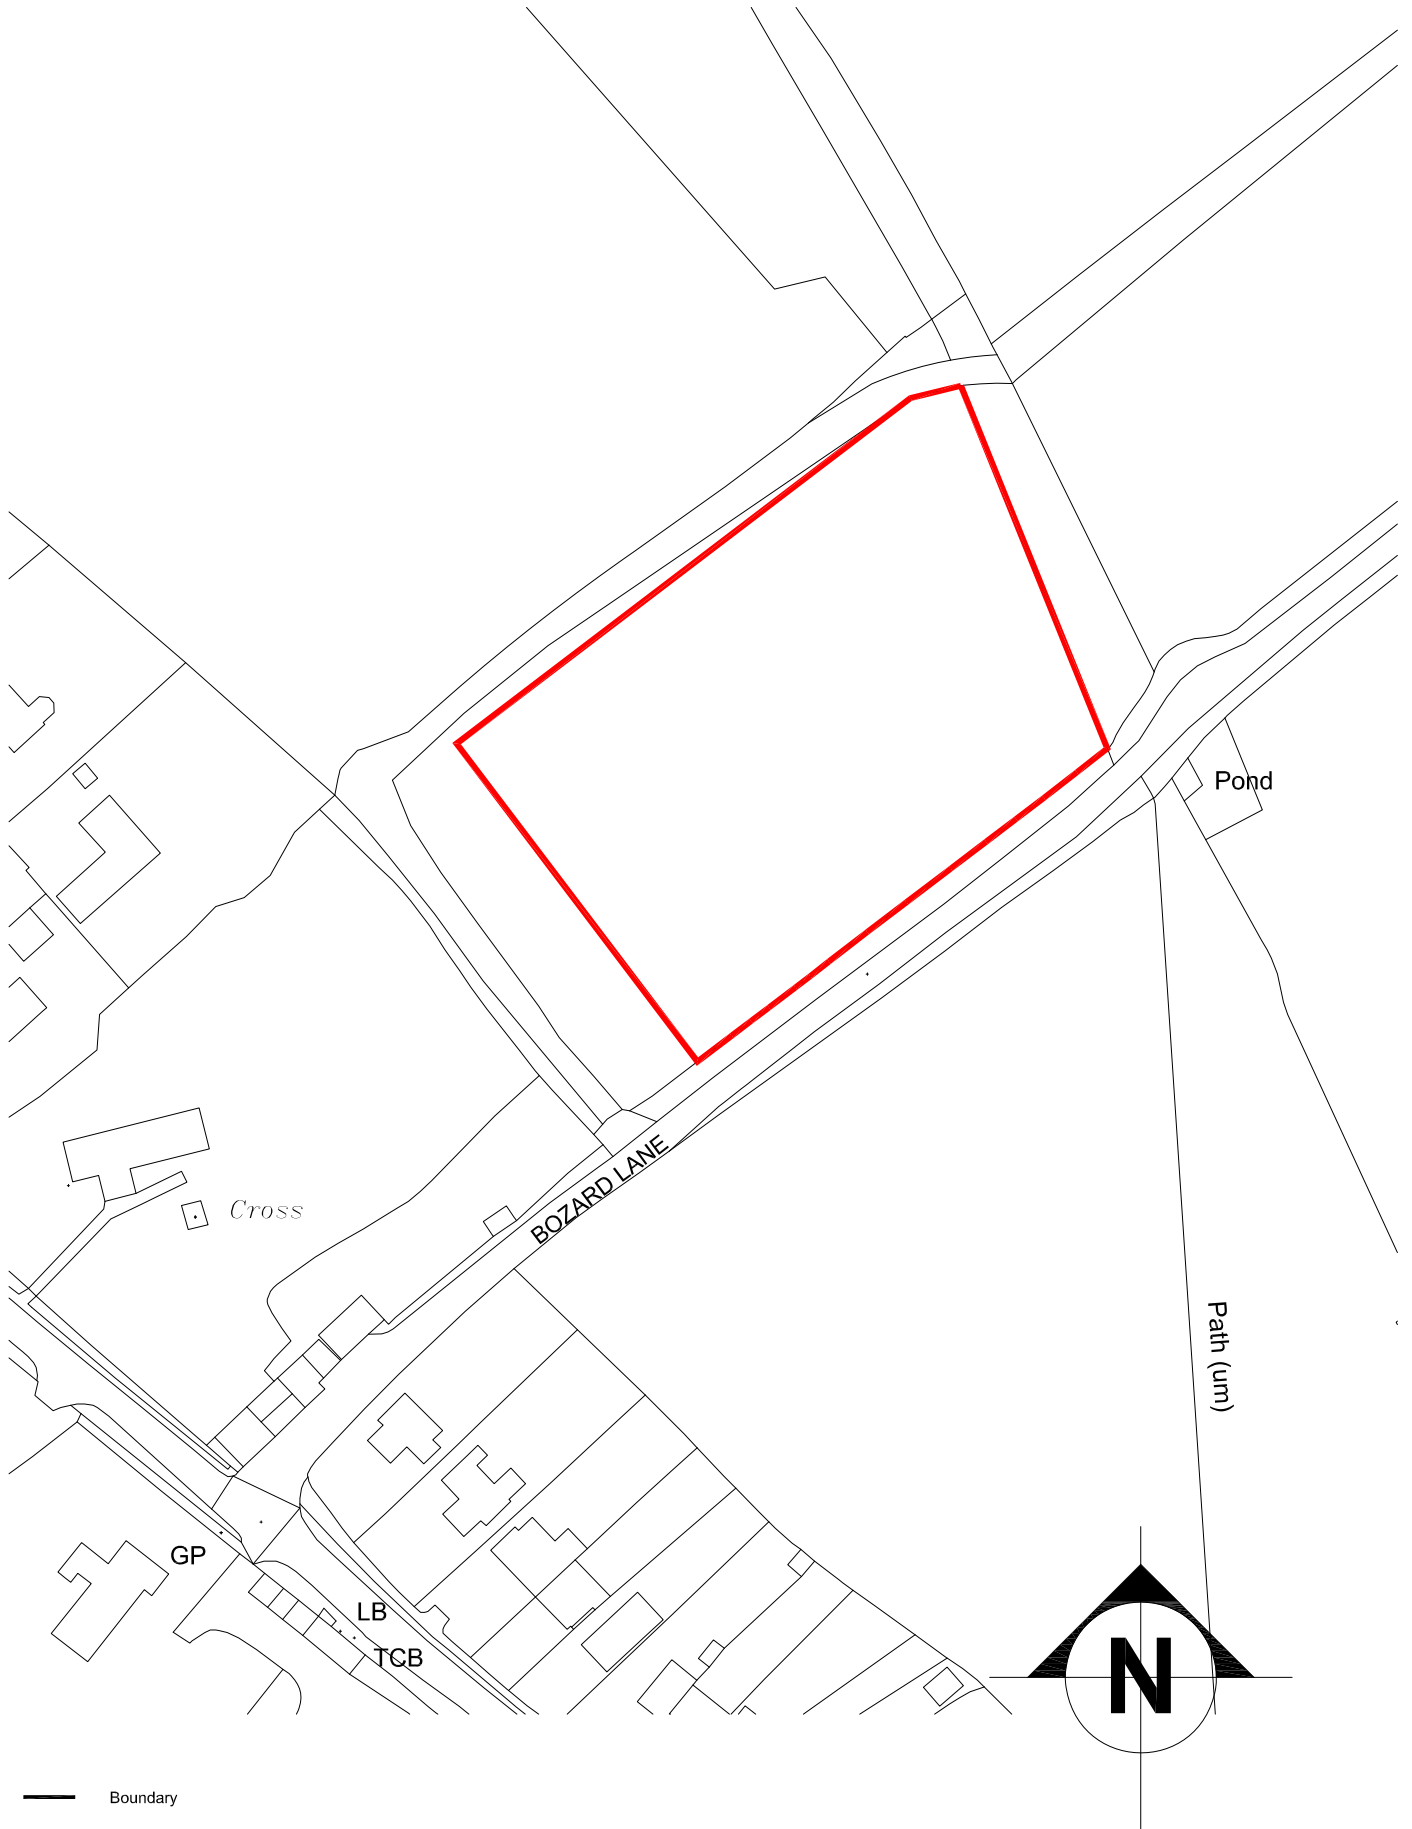 Pond
BOZARD LANE
Cross
Path (um)
GP
LB
TCB
N
Boundary